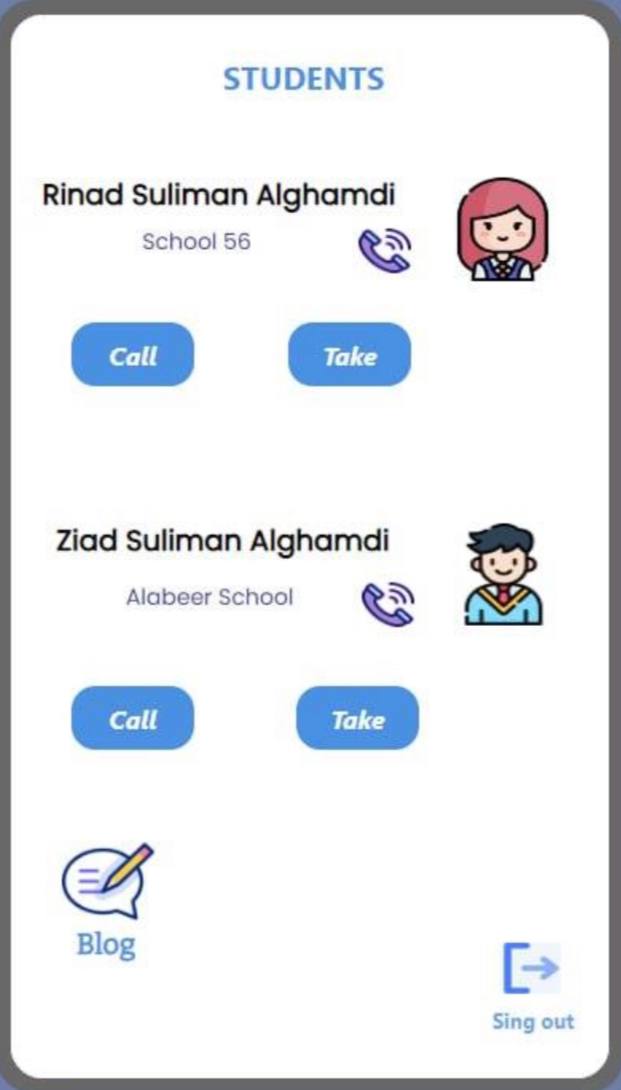 STUDENTS
Rinad Suliman Alghamdi
School 56
Call
Take
Ziad Suliman Alghamdi
Alabeer School
Call
Take
Blog
Sing out